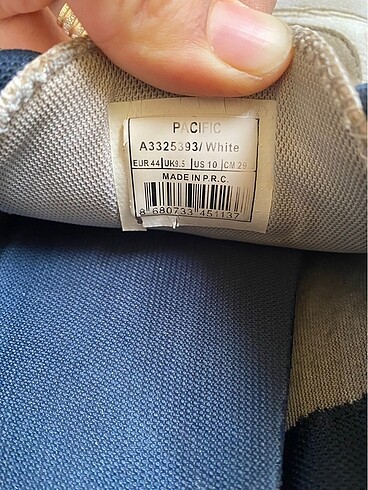 PACIFIC
A3325393/ White
EUR 44 UK9.5 US 10 CM 29
MADE IN P.R.C.
8 680733 451137